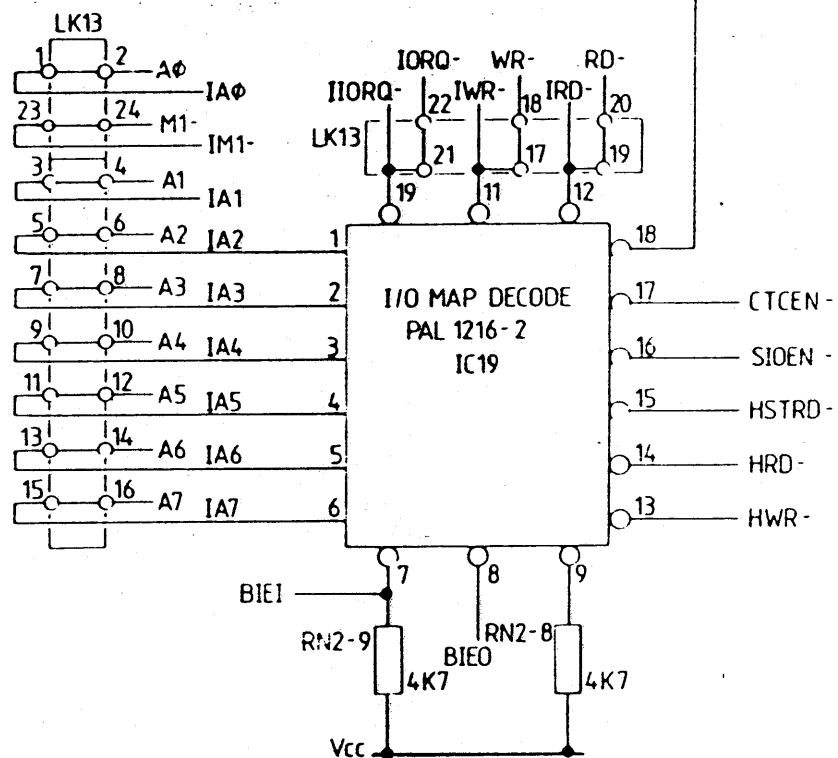 LK13
1 2 AØ
IAØ
23 24 M1-
IM1-
3 4 A1
IA1
5 6 A2 IA2 1
7 8 A3 IA3 2
9 10 A4 IA4 3
11 12 A5 IA5 4
13 14 A6 IA6 5
15 16 A7 IA7 6
IORQ- WR- RD-
IIORQ- IWR- IRD-
22 18 20
LK13
21 17 19
19 11 12
18
I/O MAP DECODE
PAL 1216-2
IC19
17 CTCEN-
16 SIOEN-
15 HSTRD-
14 HRD-
13 HWR-
7 8 9
BIEI
RN2-9
BIEO
RN2-8
4K7
4K7
Vcc